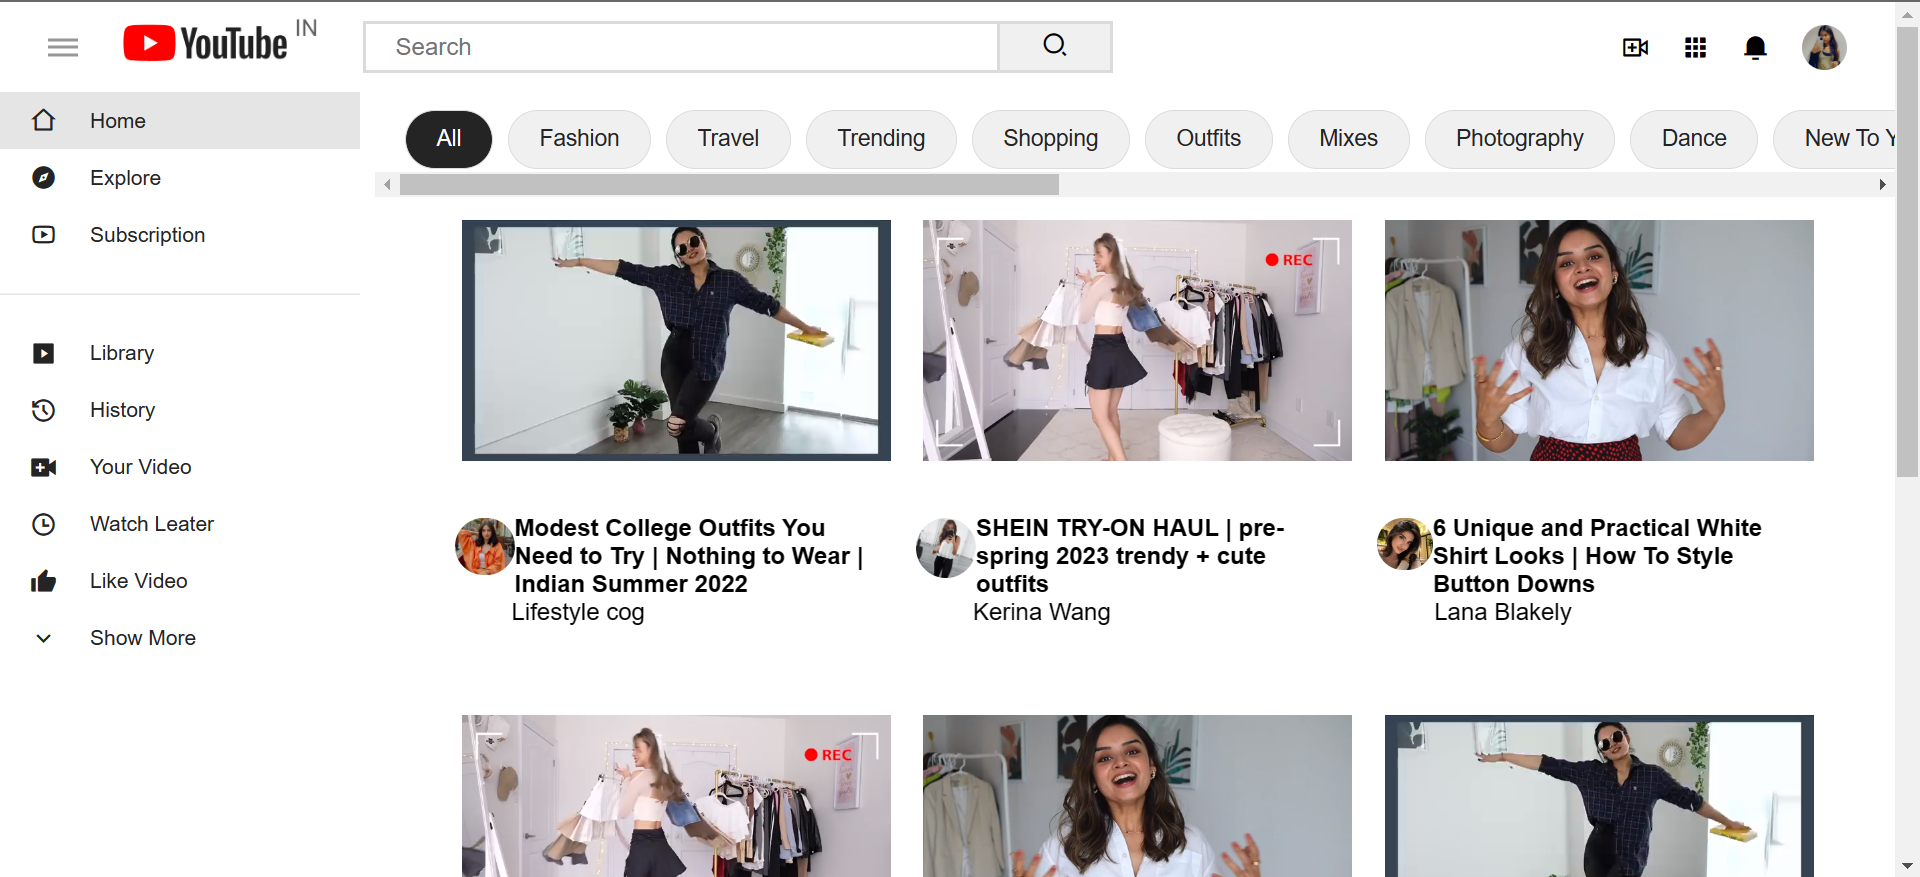 YouTube IN
Search
Home
Explore
Subscription
Library
History
Your Video
Watch Leater
Like Video
Show More
All Fashion Travel Trending Shopping Outfits Mixes Photography Dance New To Y
REC
Modest College Outfits You
Need to Try | Nothing to Wear |
Indian Summer 2022
Lifestyle cog
SHEIN TRY-ON HAUL | pre-
spring 2023 trendy + cute
outfits
Kerina Wang
6 Unique and Practical White
Shirt Looks | How To Style
Button Downs
Lana Blakely
REC